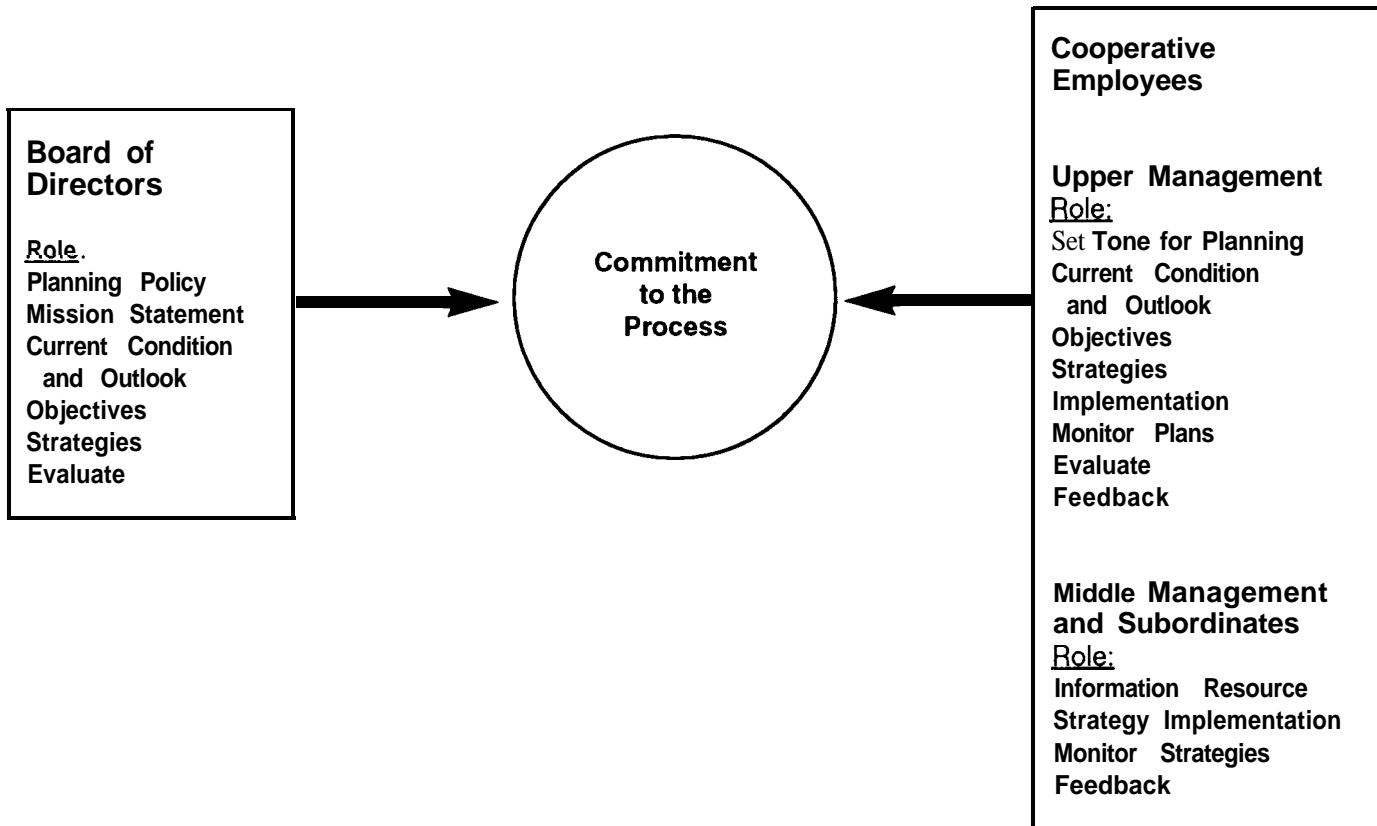 Board of
Directors
Role.
Planning Policy
Mission Statement
Current Condition
and Outlook
Objectives
Strategies
Evaluate
Commitment
to the
Process
Cooperative
Employees
Upper Management
Role:
Set Tone for Planning
Current Condition
and Outlook
Objectives
Strategies
Implementation
Monitor Plans
Evaluate
Feedback
Middle Management
and Subordinates
Role:
Information Resource
Strategy Implementation
Monitor Strategies
Feedback